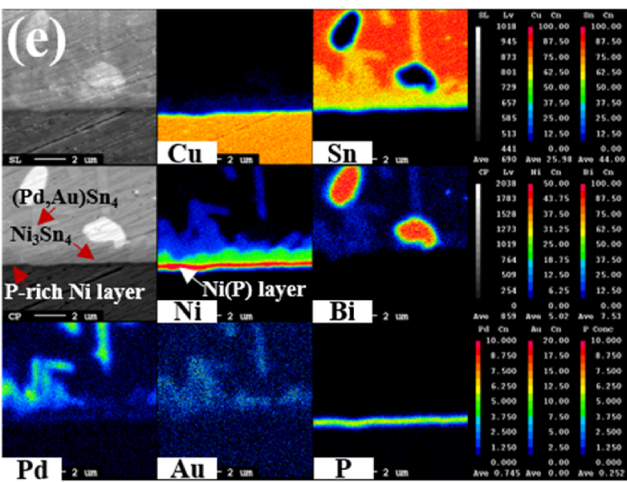 (e)
SL 2 um
Cu 2 um
Sn 2 um
SL Lv Cu Cn Sn Cn
1018 100.00 100.00
945 87.50 87.50
873 75.00 75.00
801 62.50 62.50
729 50.00 50.00
657 37.50 37.50
585 25.00 25.00
513 12.50 12.50
441 0.00 0.00
Ave 690 Ave 25.98 Ave 44.00
(Pd,Au)Sn4
Ni3Sn4
P-rich Ni layer
CP 2 um
Ni(P) layer
Ni 2 um
Bi 2 um
CP Lv Ni Cn Bi Cn
2038 50.00 100.00
1783 43.75 87.50
1528 37.50 75.00
1273 31.25 62.50
1019 25.00 50.00
764 18.75 37.50
509 12.50 25.00
254 6.25 12.50
0 0.00 0.00
Ave 859 Ave 5.02 Ave 7.53
Pd 2 um
Au 2 um
P 2 um
Pd Cn Au Cn P Conc
10.000 20.00 10.000
8.750 17.50 8.750
7.500 15.00 7.500
6.250 12.50 6.250
5.000 10.00 5.000
3.750 7.50 3.750
2.500 5.00 2.500
1.250 2.50 1.250
0.000 0.00 0.000
Ave 0.745 Ave 0.00 Ave 0.252